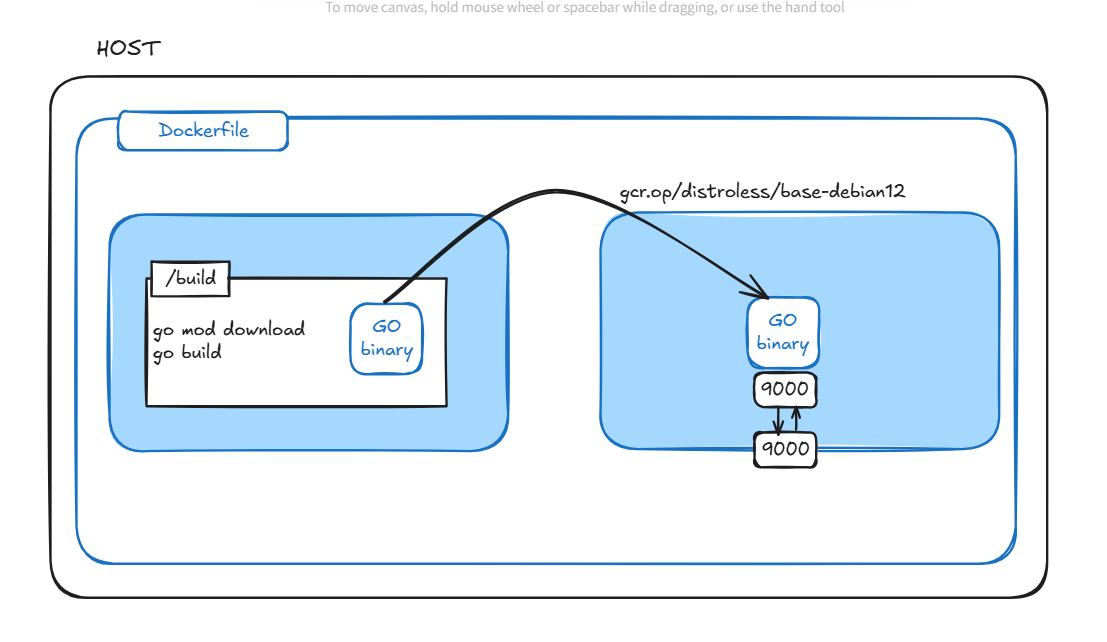 To move canvas, hold mouse wheel or spacebar while dragging, or use the hand tool
HOST
Dockerfile
gcr.op/distroless/base-debian12
/build
go mod download
go build
GO
binary
GO
binary
9000
9000